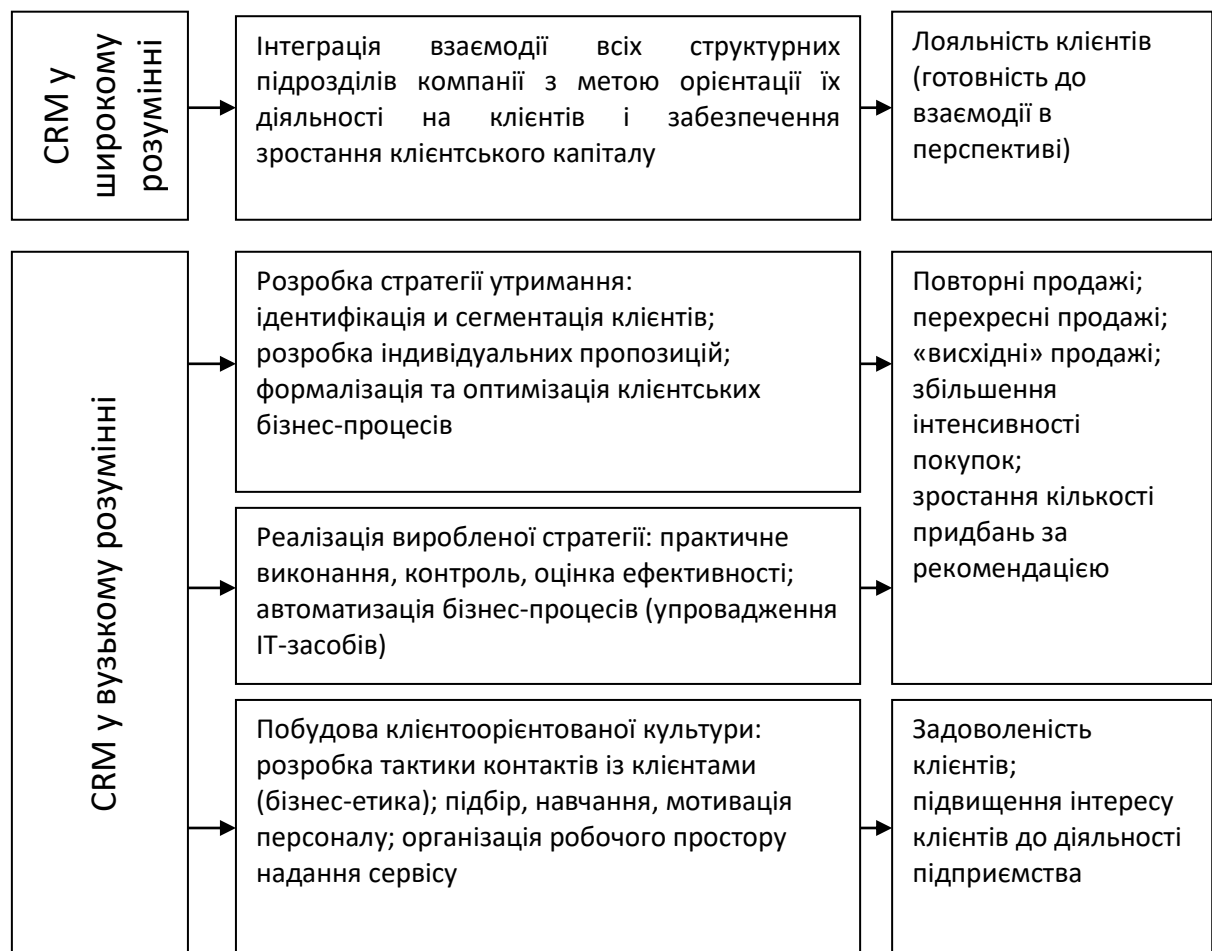 CRM у
широкому
розумінні
Інтеграція взаємодії всіх структурних
підрозділів компанії з метою орієнтації їх
діяльності на клієнтів і забезпечення
зростання клієнтського капіталу
Лояльність клієнтів
(готовність до
взаємодії в
перспективі)
CRM у вузькому розумінні
Розробка стратегії утримання:
ідентифікація и сегментація клієнтів;
розробка індивідуальних пропозицій;
формалізація та оптимізація клієнтських
бізнес-процесів
Повторні продажі;
перехресні продажі;
«висхідні» продажі;
збільшення
інтенсивності
покупок;
зростання кількості
придбань за
рекомендацією
Реалізація виробленої стратегії: практичне
виконання, контроль, оцінка ефективності;
автоматизація бізнес-процесів (упровадження
ІТ-засобів)
Побудова клієнтоорієнтованої культури:
розробка тактики контактів із клієнтами
(бізнес-етика); підбір, навчання, мотивація
персоналу; організація робочого простору
надання сервісу
Задоволеність
клієнтів;
підвищення інтересу
клієнтів до діяльності
підприємства